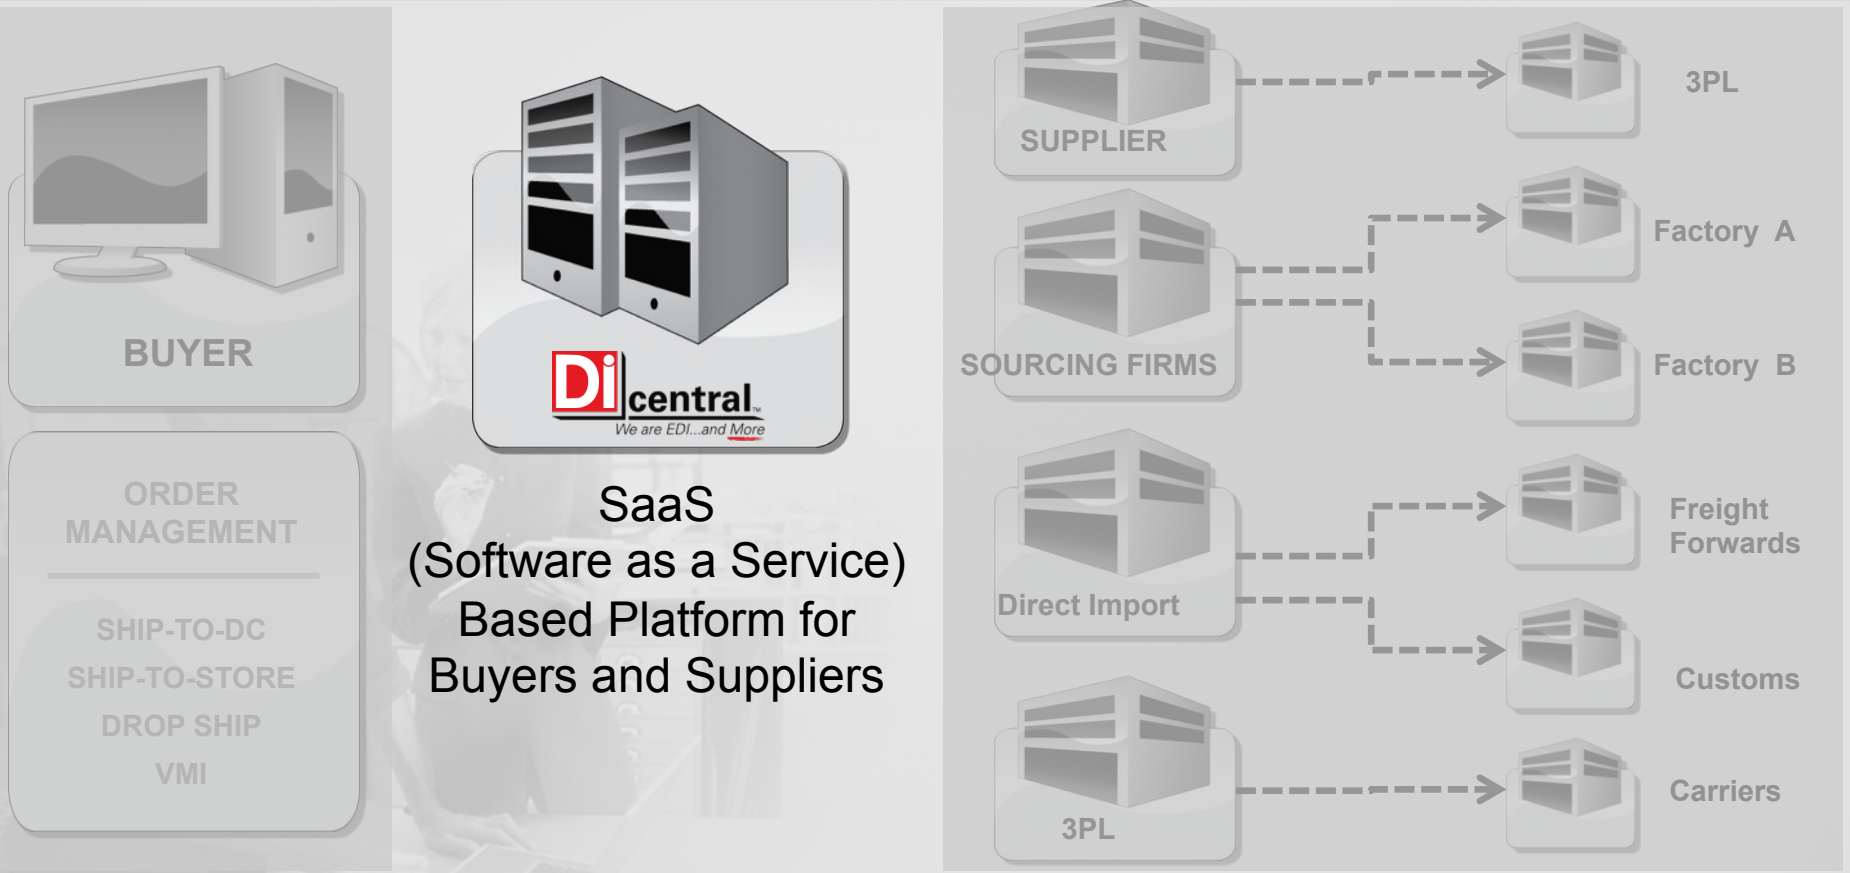 BUYER
ORDER
MANAGEMENT
SHIP-TO-DC
SHIP-TO-STORE
DROP SHIP
VMI
Di central™
We are EDI...and More
SaaS
(Software as a Service)
Based Platform for
Buyers and Suppliers
SUPPLIER
3PL
SOURCING FIRMS
Factory A
Factory B
Direct Import
Freight
Forwards
Customs
3PL
Carriers